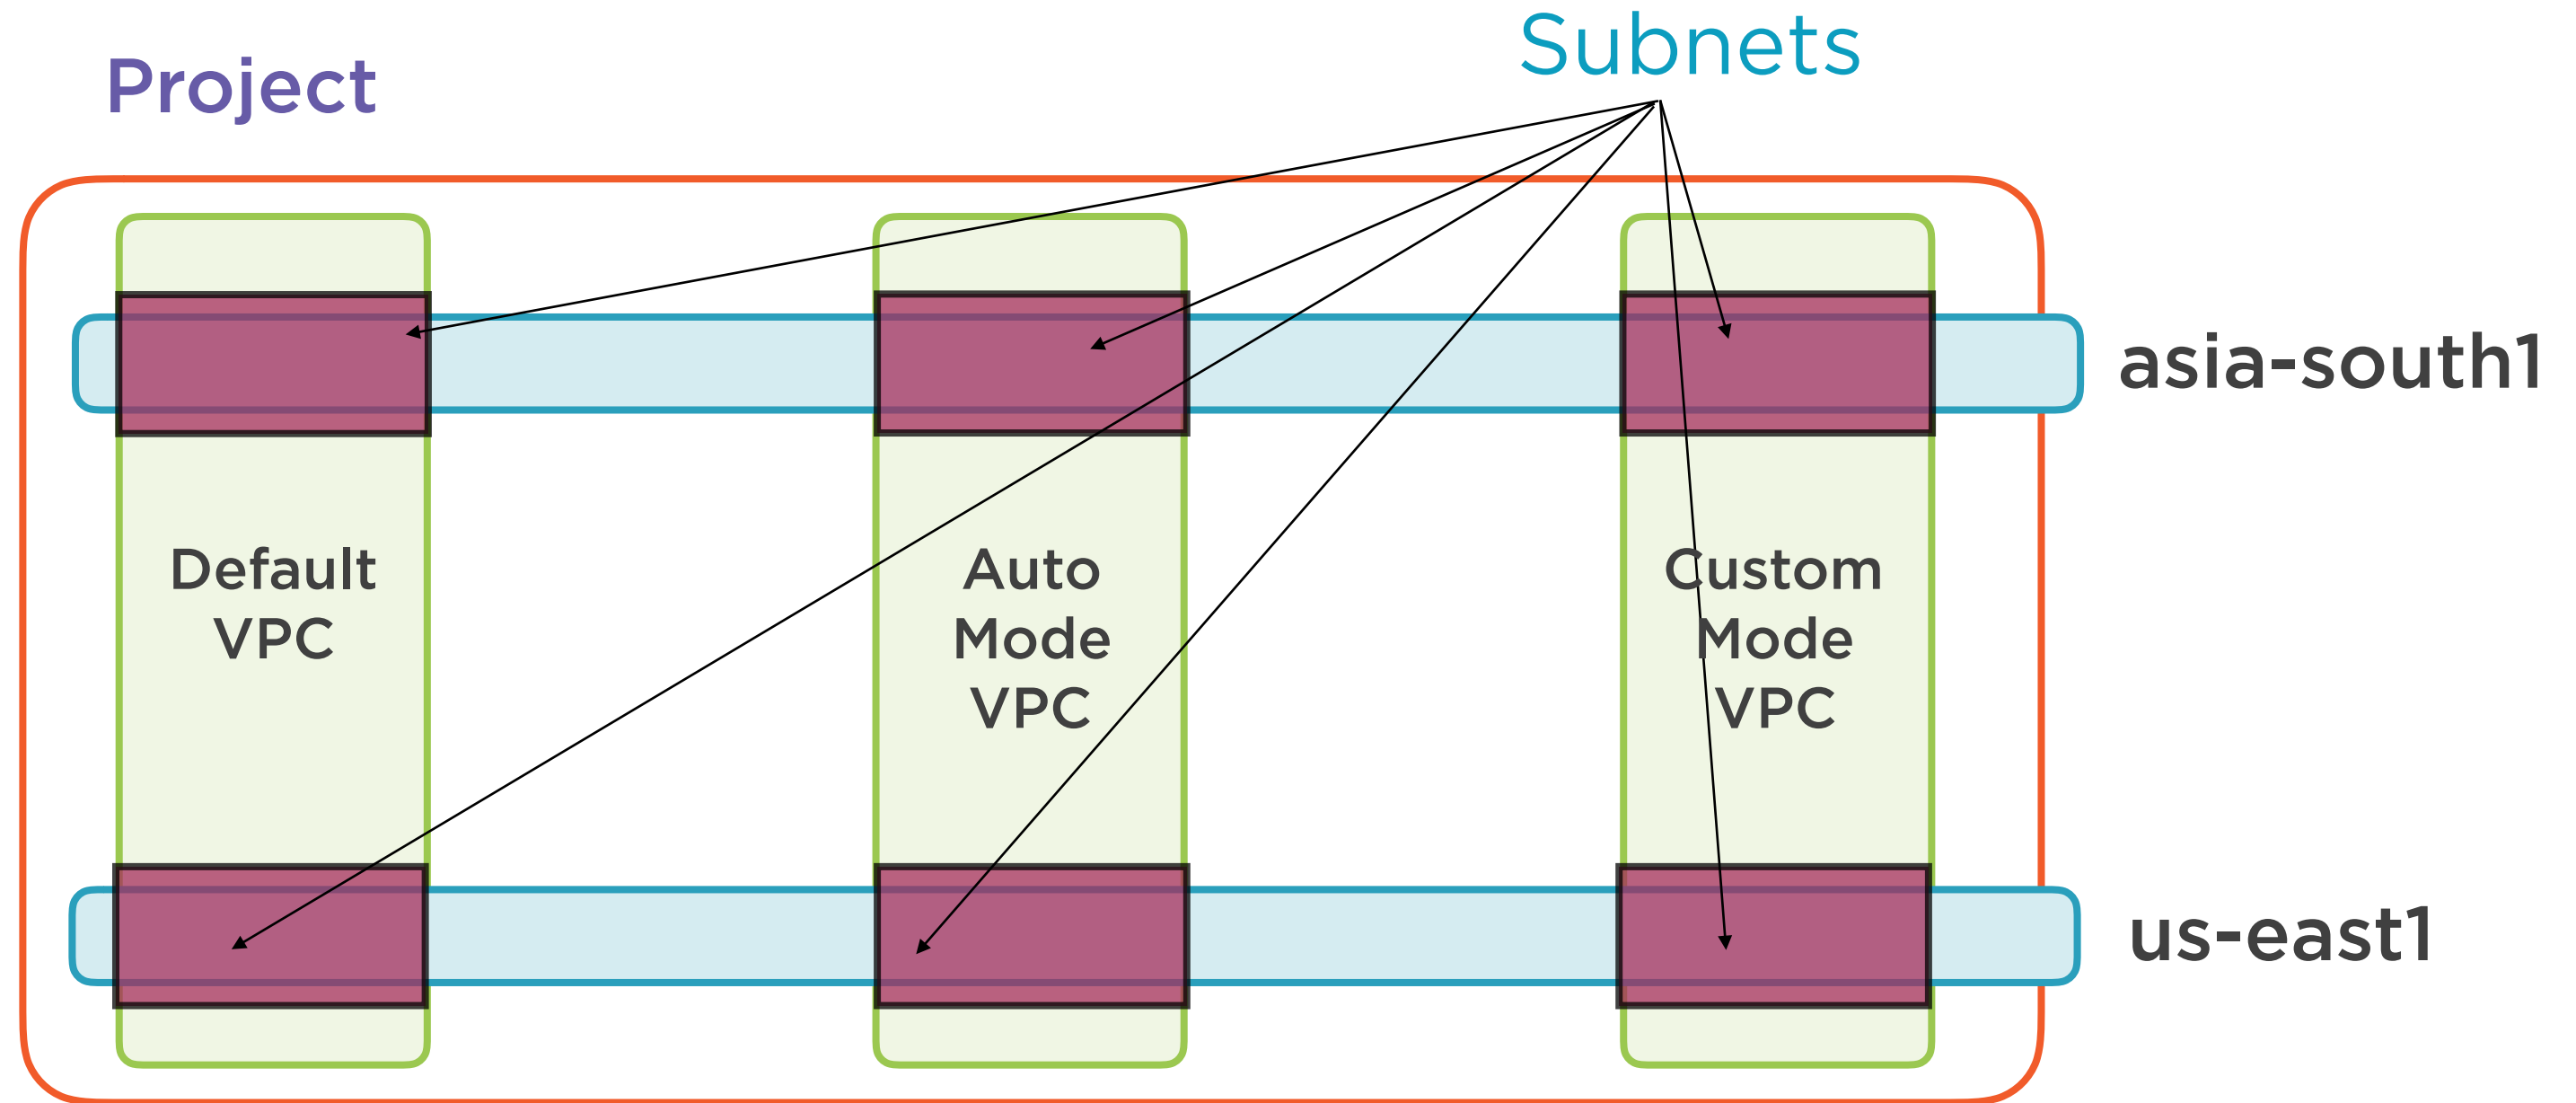 Subnets
Project
asia-south1
Default
VPC
Auto
Mode
VPC
Custom
Mode
VPC
us-east1